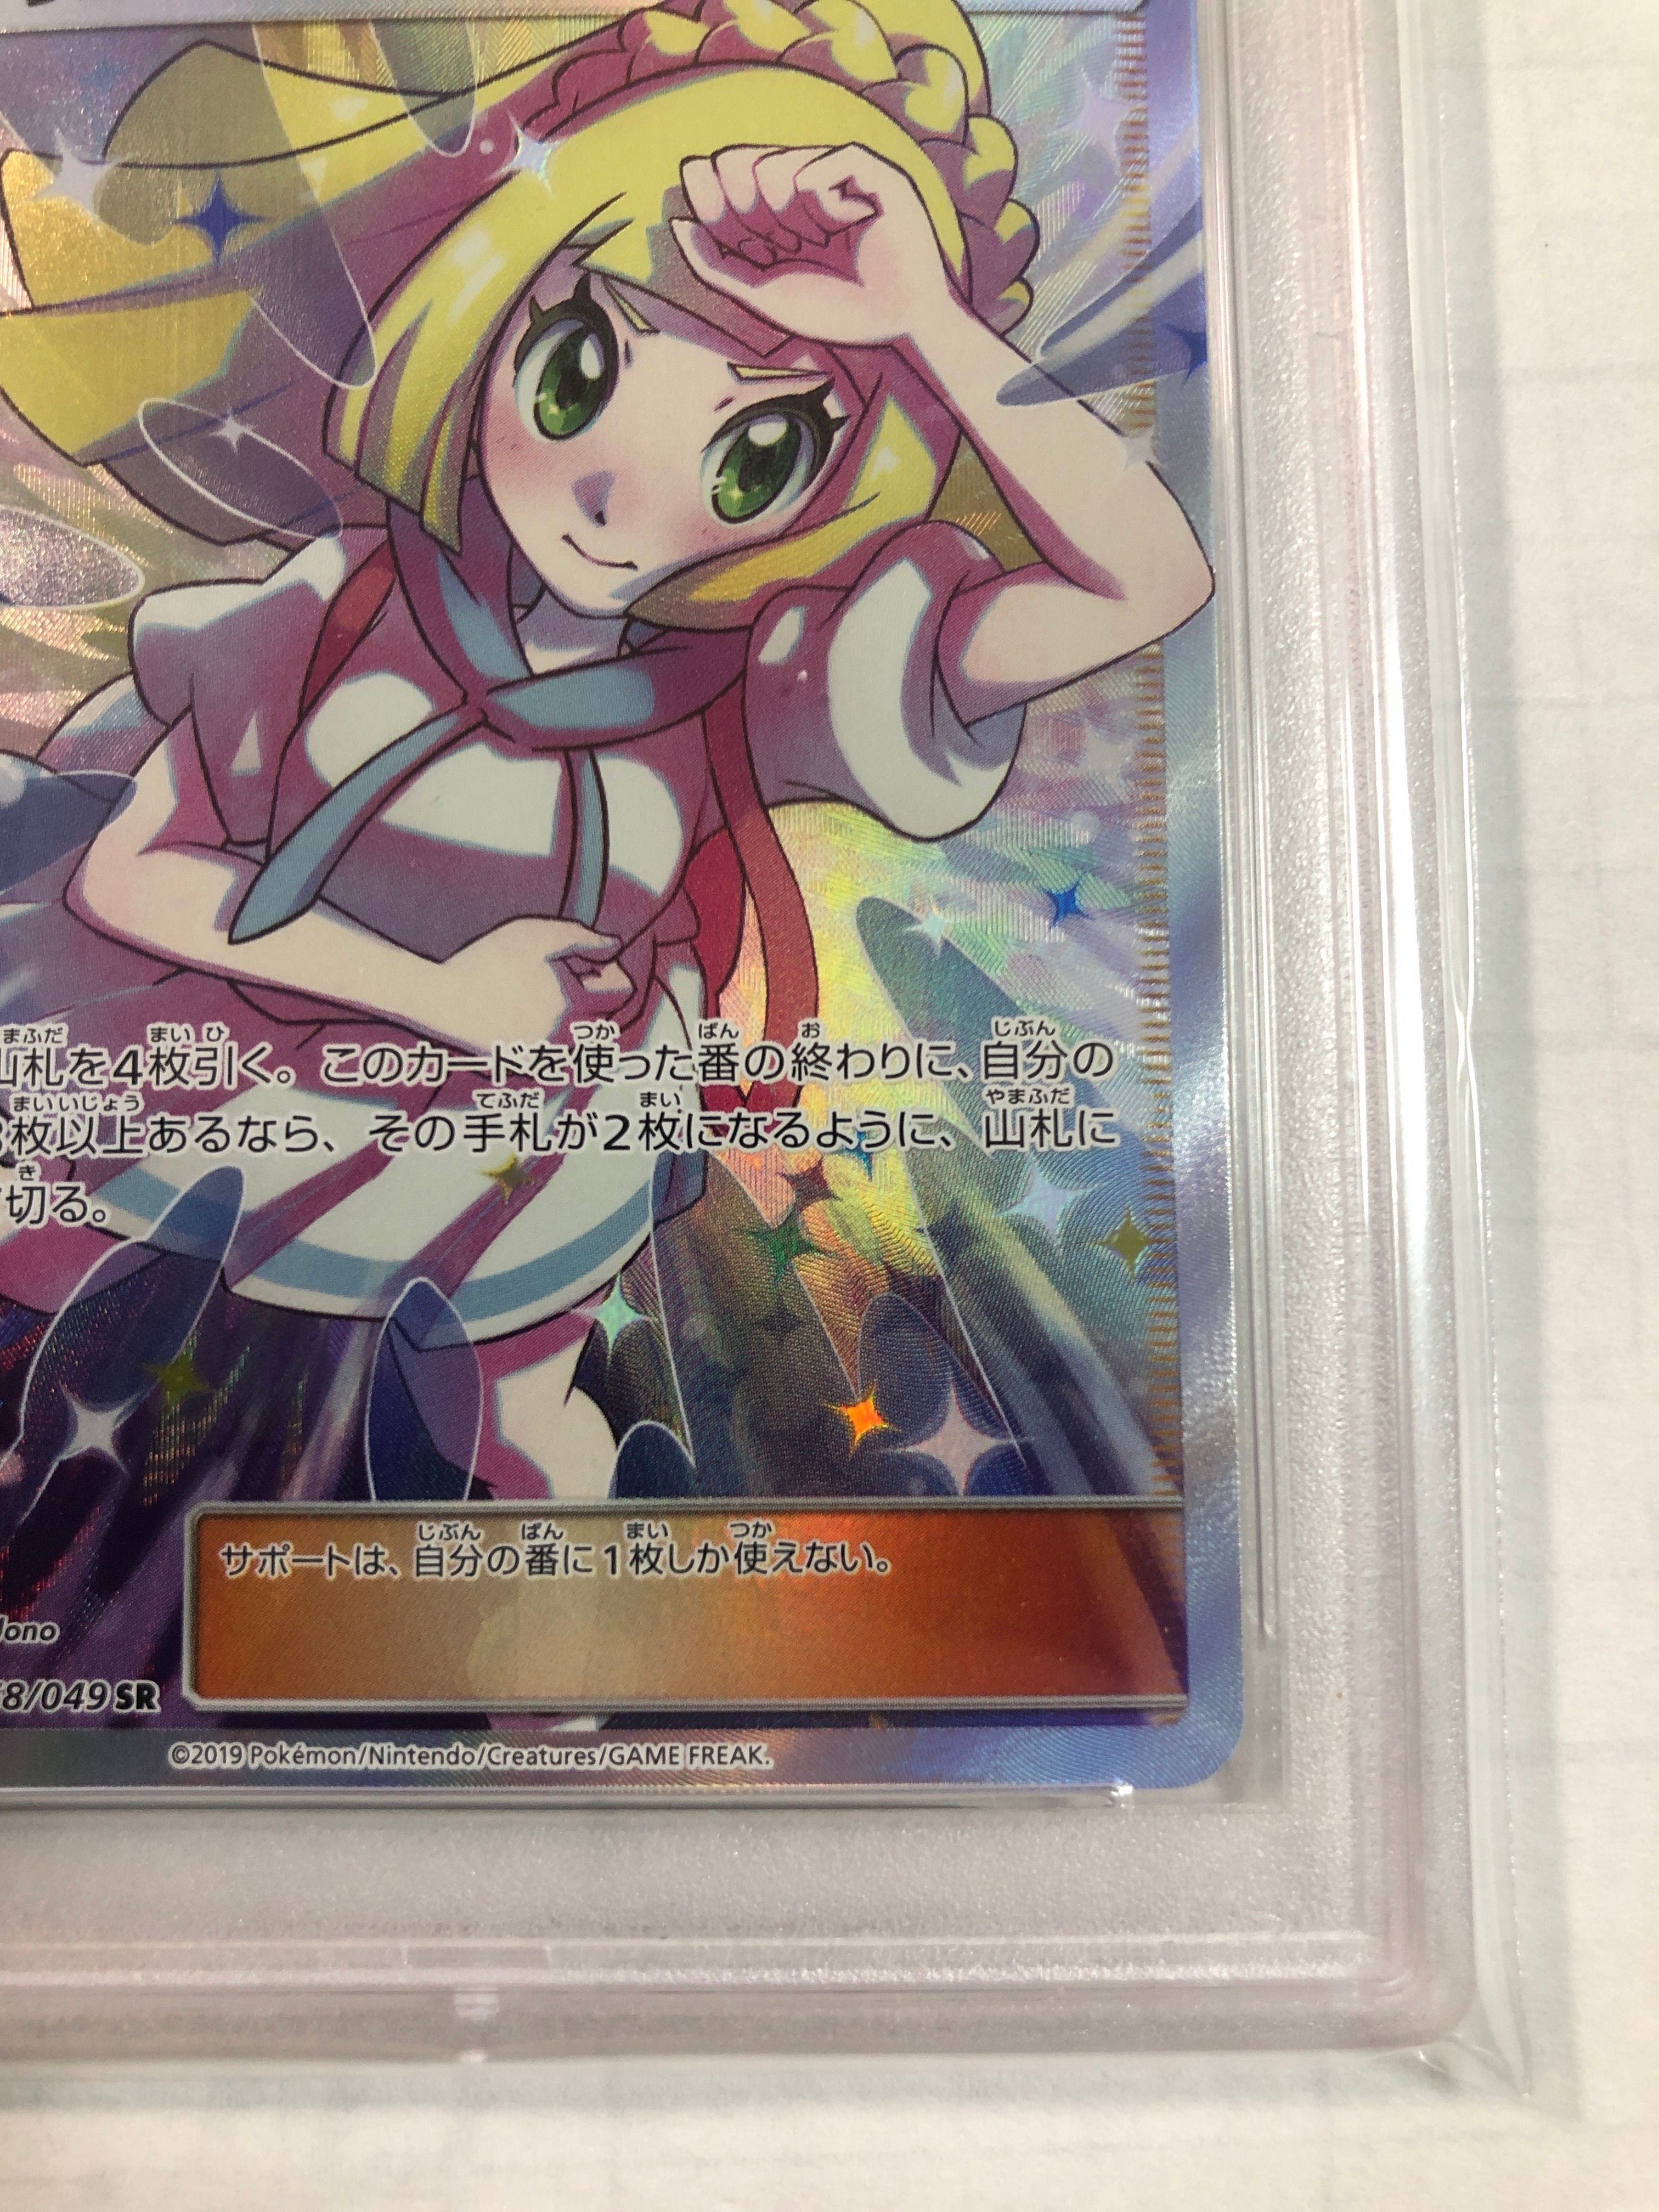 山札を4枚引く。このカードを使った番の終わりに、自分の
枚以上あるなら、その手札が2枚になるように、山札に
切る。
サポートは、自分の番に1枚しか使えない。
8/049 SR
©2019 Pokémon/Nintendo/Creatures/GAME FREAK.